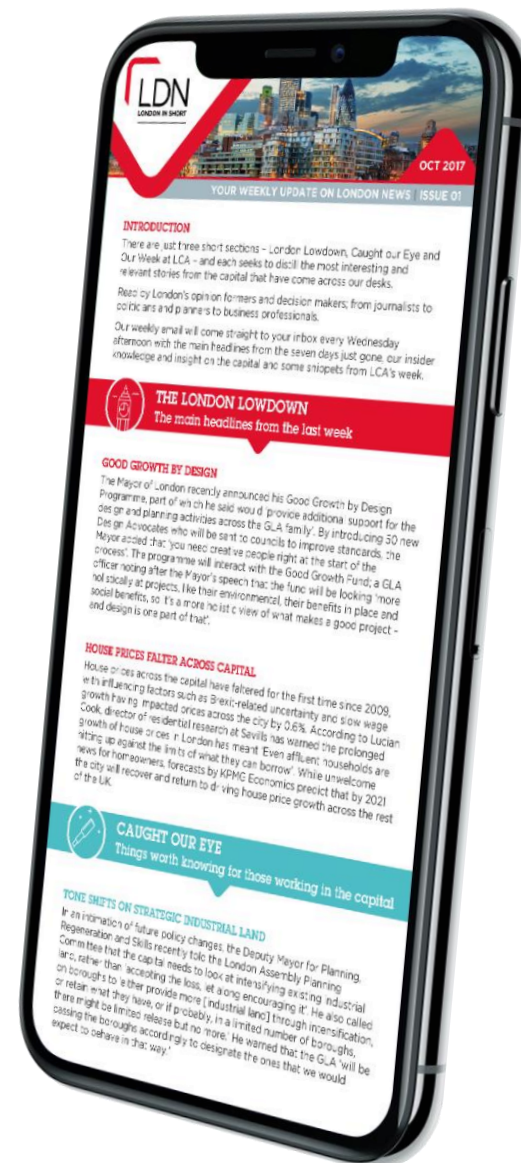 LDN
LONDON IN SHORT
OCT 2017
YOUR WEEKLY UPDATE ON LONDON NEWS | ISSUE 01
INTRODUCTION
There are just three short sections – London Lowdown, Caught our Eye and
Our Week at LCA – and each seeks to distill the most interesting and
relevant stories from the capital that have come across our desks.
Read by London's opinion formers and decision makers; from journalists to
politicians and planners to business professionals.
Our weekly email will come straight to your inbox every Wednesday
afternoon with the main headlines from the seven days just gone, our insider
knowledge and insight on the capital and some snippets from LCA's week.
THE LONDON LOWDOWN
The main headlines from the last week
GOOD GROWTH BY DESIGN
The Mayor of London recently announced his Good Growth by Design
Programme, part of which he said would 'provide additional support for the
design and planning activities across the GLA family'. By introducing 50 new
Design Advocates who will be sent to councils to improve standards, the
Mayor added that 'you need creative people right at the start of the
process'. The programme will interact with the Good Growth Fund; a GLA
officer noting after the Mayor's speech that the fund will be looking 'more
holistically at projects, like their environmental, their benefits in place and
social benefits, so it's a more holistic view of what makes a good project –
and design is one part of that'.
HOUSE PRICES FALTER ACROSS CAPITAL
House prices across the capital have faltered for the first time since 2009,
with influencing factors such as Brexit-related uncertainty and slow wage
growth having impacted prices across the city by 0.6%. According to Lucian
Cook, director of residential research at Savills has warned the prolonged
growth of house prices in London has meant 'Even affluent households are
hitting up against the limits of what they can borrow'. While unwelcome
news for homeowners, forecasts by KPMG Economics predict that by 2021
the city will recover and return to driving house price growth across the rest
of the UK.
CAUGHT OUR EYE
Things worth knowing for those working in the capital
TONE SHIFTS ON STRATEGIC INDUSTRIAL LAND
In an intimation of future policy changes, the Deputy Mayor for Planning,
Regeneration and Skills recently told the London Assembly Planning
Committee that the capital needs to look at intensifying existing industrial
land, rather than 'accepting the loss, let along encouraging it'. He also called
on boroughs to 'either provide more [industrial land] through intensification,
or retain what they have, or if probably, in a limited number of boroughs,
there might be limited release but no more.' He warned that the GLA 'will be
passing the boroughs accordingly to designate the ones that we would
expect to behave in that way.'